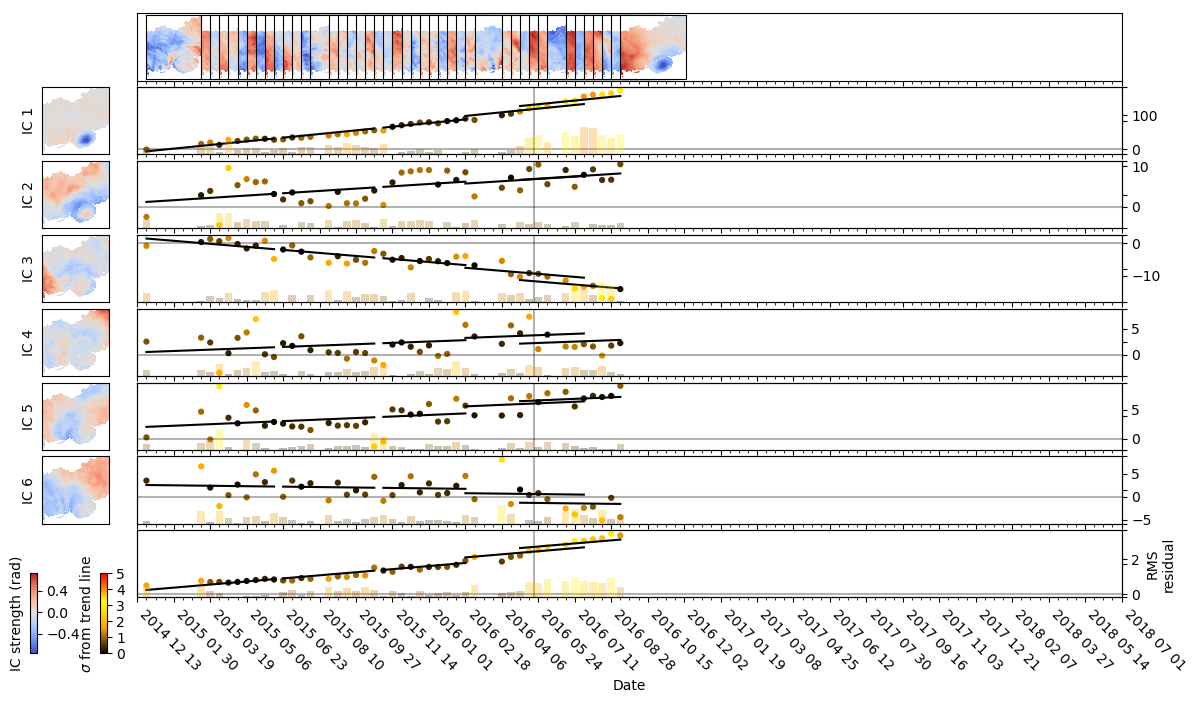 IC 1
100
0
IC 2
10
0
IC 3
0
−10
IC 4
5
0
IC 5
5
0
IC 6
5
0
−5
2
0
RMS
residual
IC strength (rad)
0.4
0.0
−0.4
σ from trend line
5
4
3
2
1
0
2014 12 13
2015 01 30
2015 03 19
2015 05 06
2015 06 23
2015 08 10
2015 09 27
2015 11 14
2016 01 01
2016 02 18
2016 04 06
2016 05 24
2016 07 11
2016 08 28
2016 10 15
2016 12 02
2017 01 19
2017 03 08
2017 04 25
2017 06 12
2017 07 30
2017 09 16
2017 11 03
2017 12 21
2018 02 07
2018 03 27
2018 05 14
2018 07 01
Date